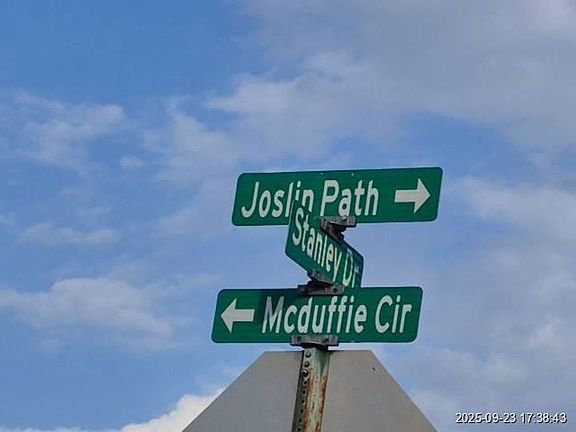 Joslin Path
Stanley Dr
Mcduffie Cir
2025-09-23 17:38:43